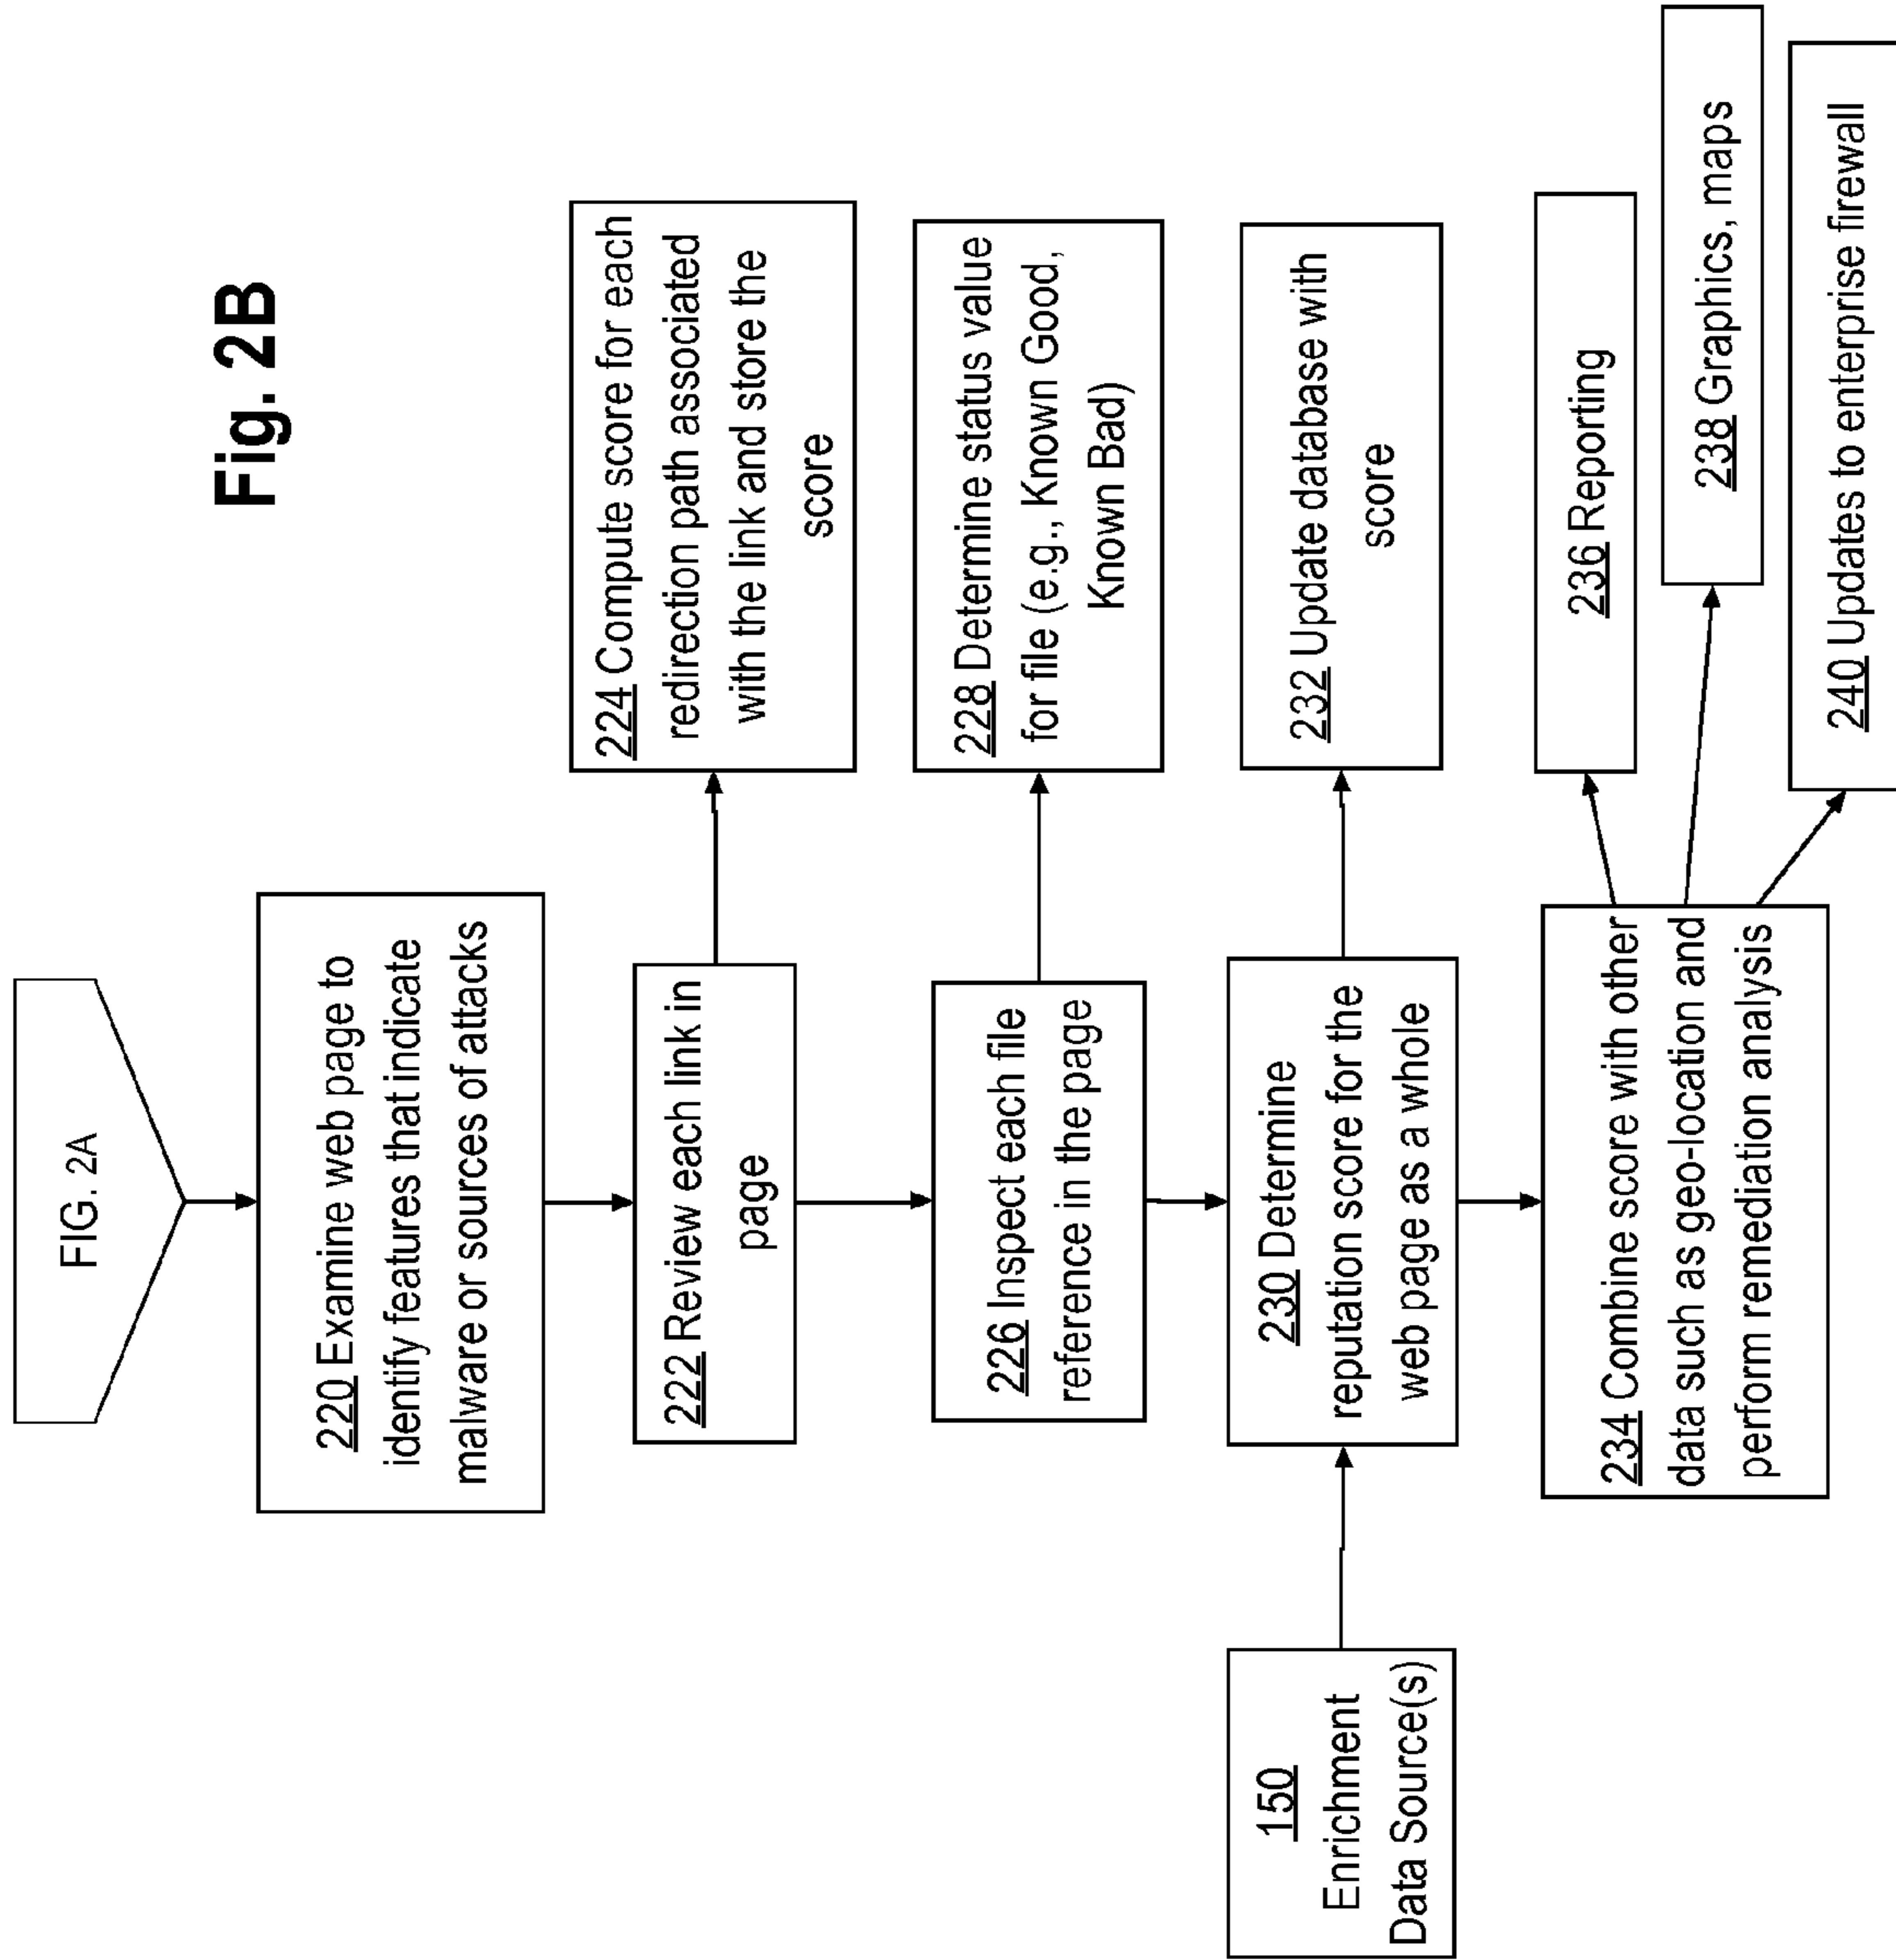 Fig. 2B
FIG. 2A
220 Examine web page to
identify features that indicate
malware or sources of attacks
222 Review each link in
page
224 Compute score for each
redirection path associated
with the link and store the
score
226 Inspect each file
reference in the page
228 Determine status value
for file (e.g., Known Good,
Known Bad)
150
Enrichment
Data Source(s)
230 Determine
reputation score for the
web page as a whole
232 Update database with
score
234 Combine score with other
data such as geo-location and
perform remediation analysis
236 Reporting
238 Graphics, maps
240 Updates to enterprise firewall